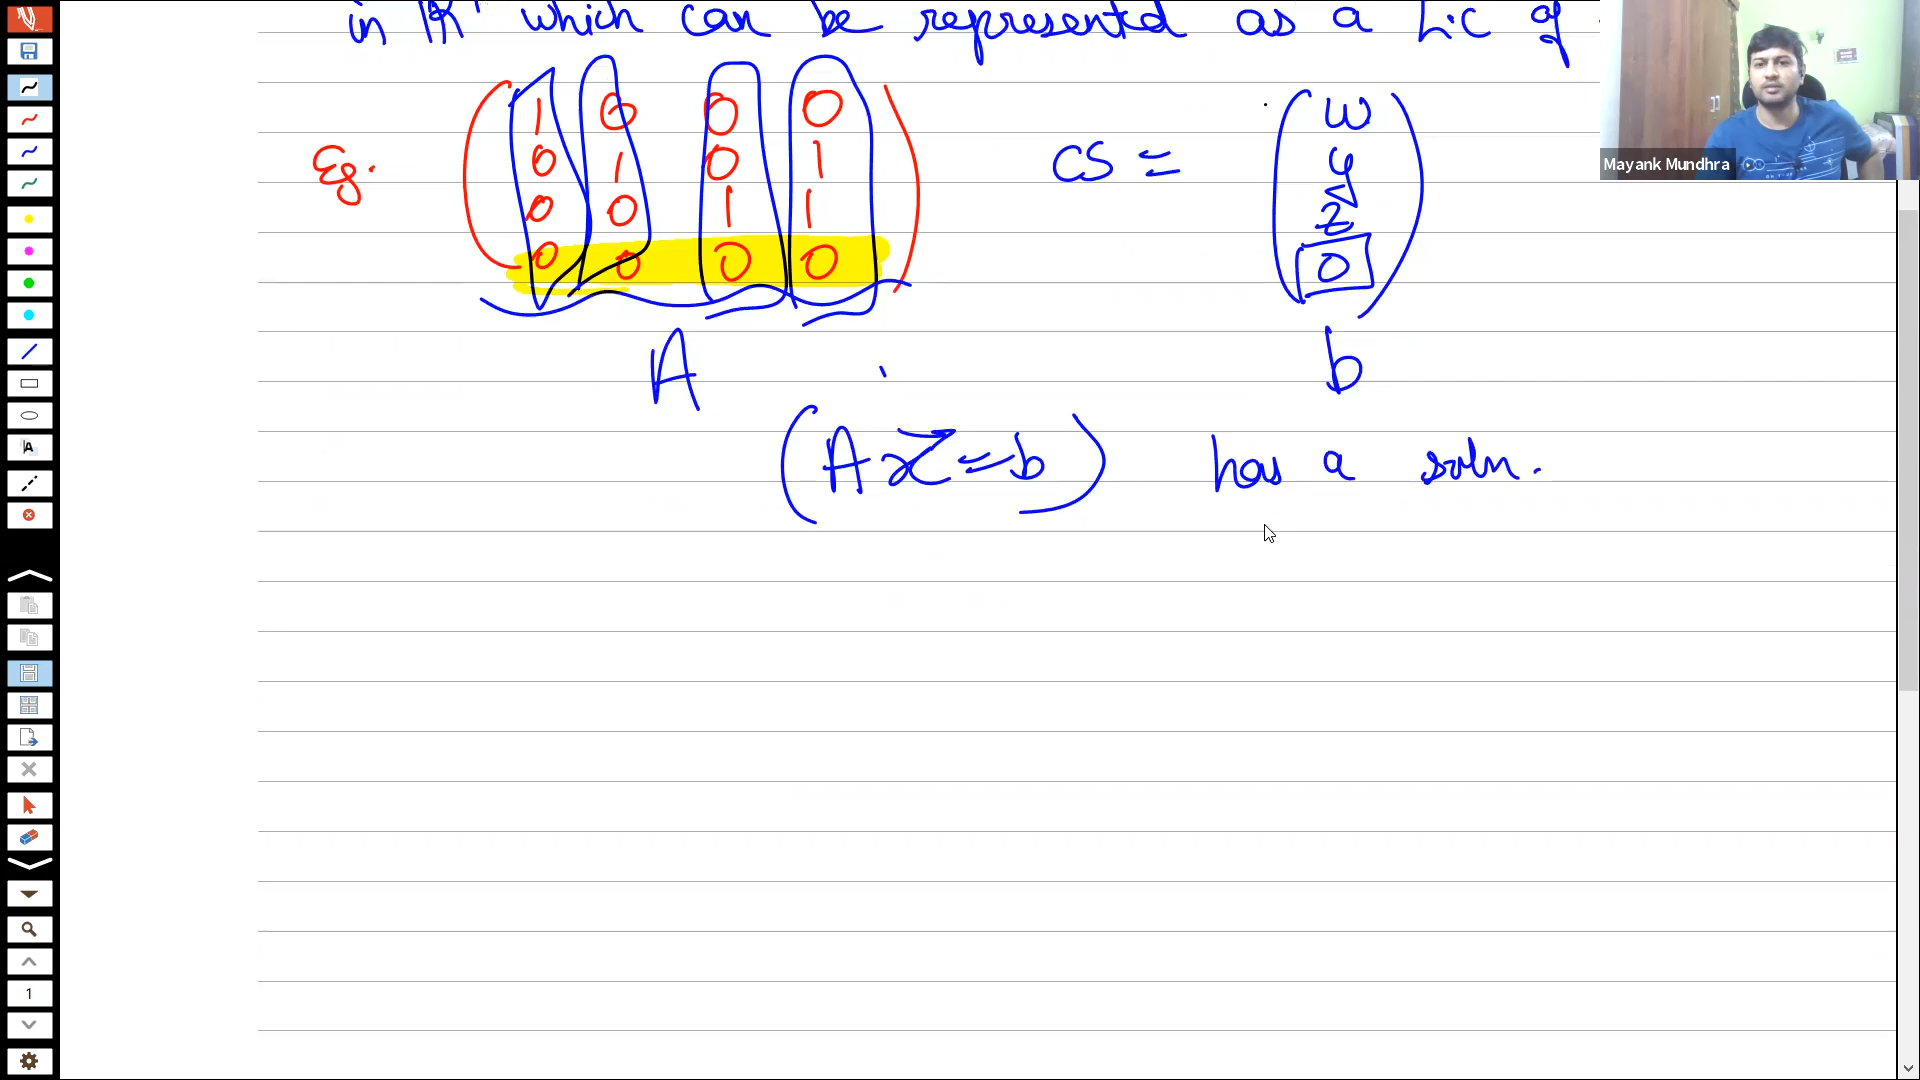 in R which can be represented as a L.C of
Eg. ( 1 0 0 0 CS = ( w
0 1 0 1 y
0 0 1 1 z
0 0 0 0 ) 0 )
A b
(Ax = b) has a soln.
Mayank Mundhra
1